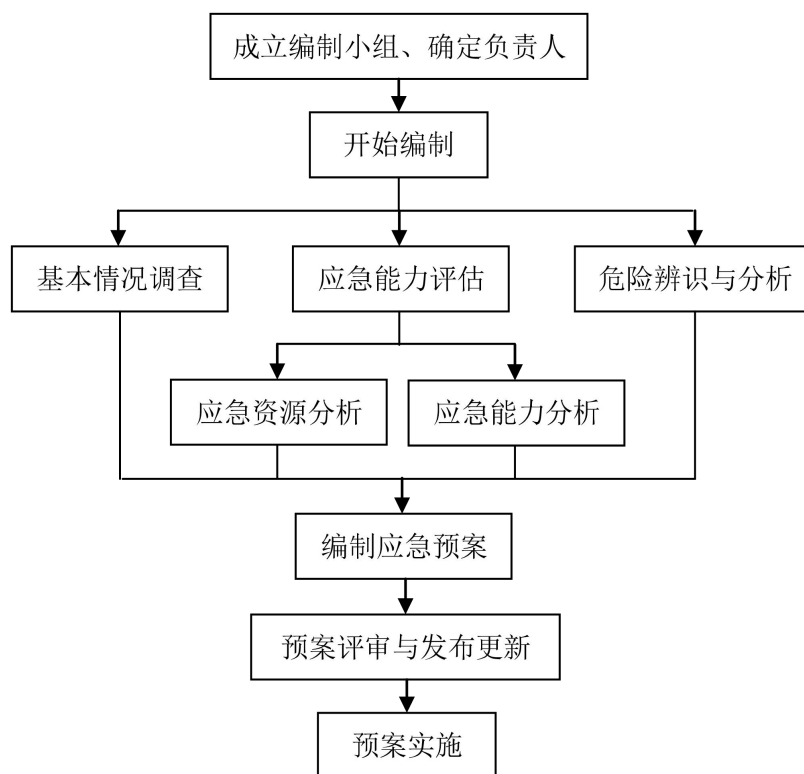 成立编制小组、确定负责人
开始编制
基本情况调查
应急能力评估
危险辨识与分析
应急资源分析
应急能力分析
编制应急预案
预案评审与发布更新
预案实施